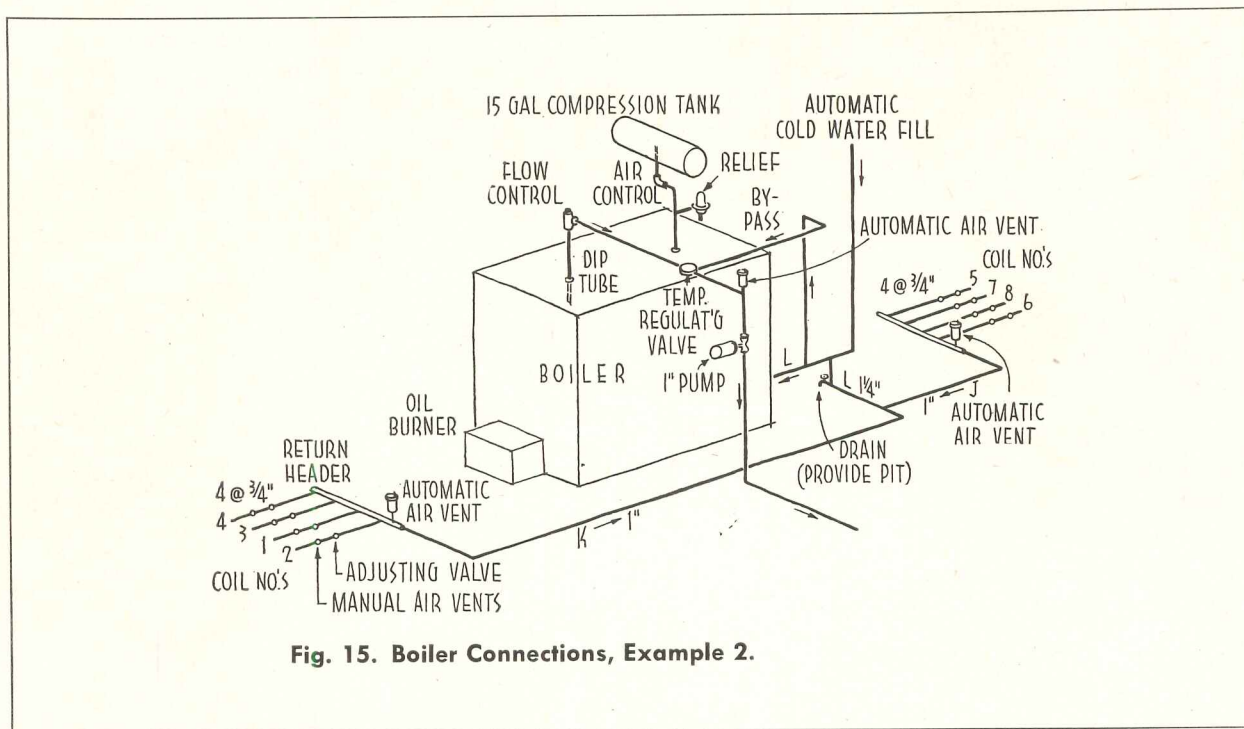 15 GAL COMPRESSION TANK
AUTOMATIC
COLD WATER FILL
FLOW
CONTROL
AIR
CONTROL
RELIEF
BY-
PASS
AUTOMATIC AIR VENT
COIL NO'S
4 @ 3/4"
5
7
8
6
DIP
TUBE
TEMP.
REGULAT'G
VALVE
1" PUMP
BOILER
L
L
1 1/4"
1"
J
AUTOMATIC
AIR VENT
DRAIN
(PROVIDE PIT)
OIL
BURNER
RETURN
HEADER
4 @ 3/4"
AUTOMATIC
AIR VENT
4
3
1
2
K
1"
COIL NO'S
ADJUSTING VALVE
MANUAL AIR VENTS
Fig. 15. Boiler Connections, Example 2.